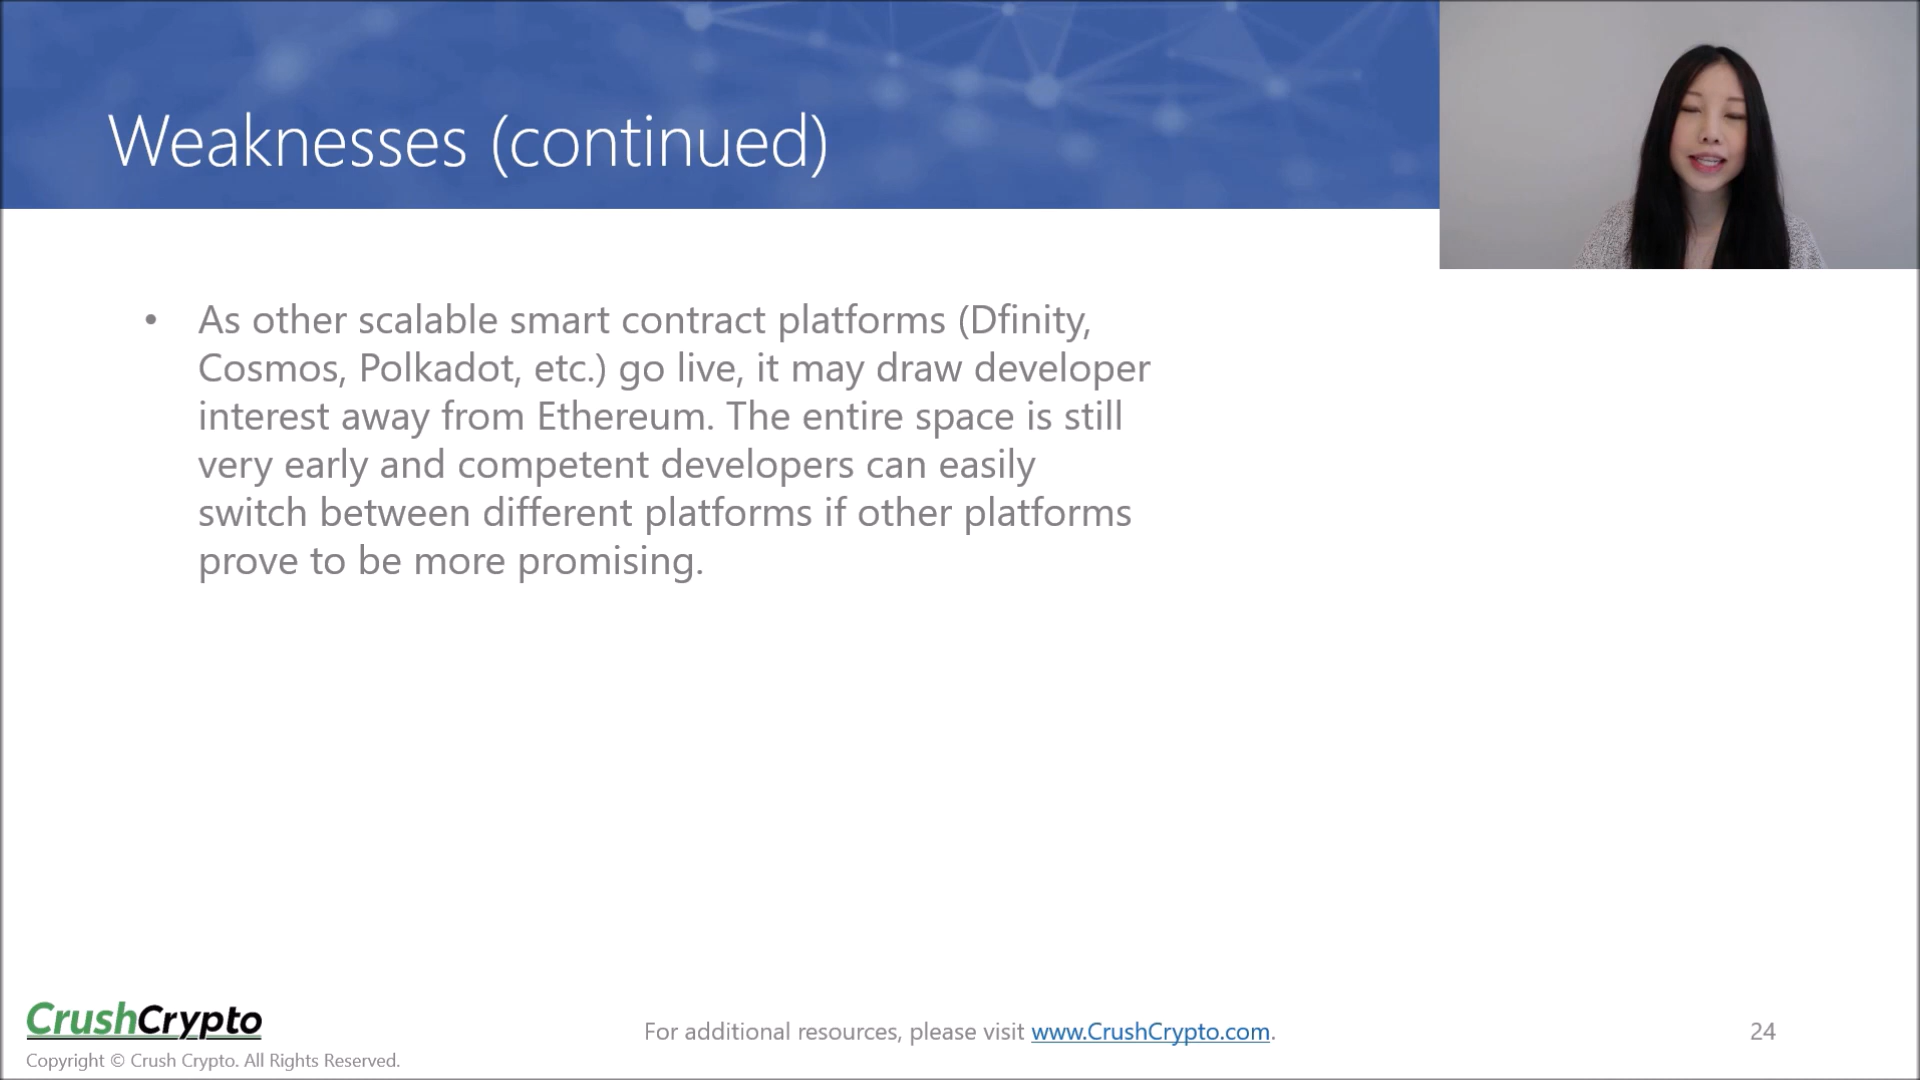 Weaknesses (continued)
• As other scalable smart contract platforms (Dfinity,
Cosmos, Polkadot, etc.) go live, it may draw developer
interest away from Ethereum. The entire space is still
very early and competent developers can easily
switch between different platforms if other platforms
prove to be more promising.
CrushCrypto
Copyright © Crush Crypto. All Rights Reserved.
For additional resources, please visit www.CrushCrypto.com.
24